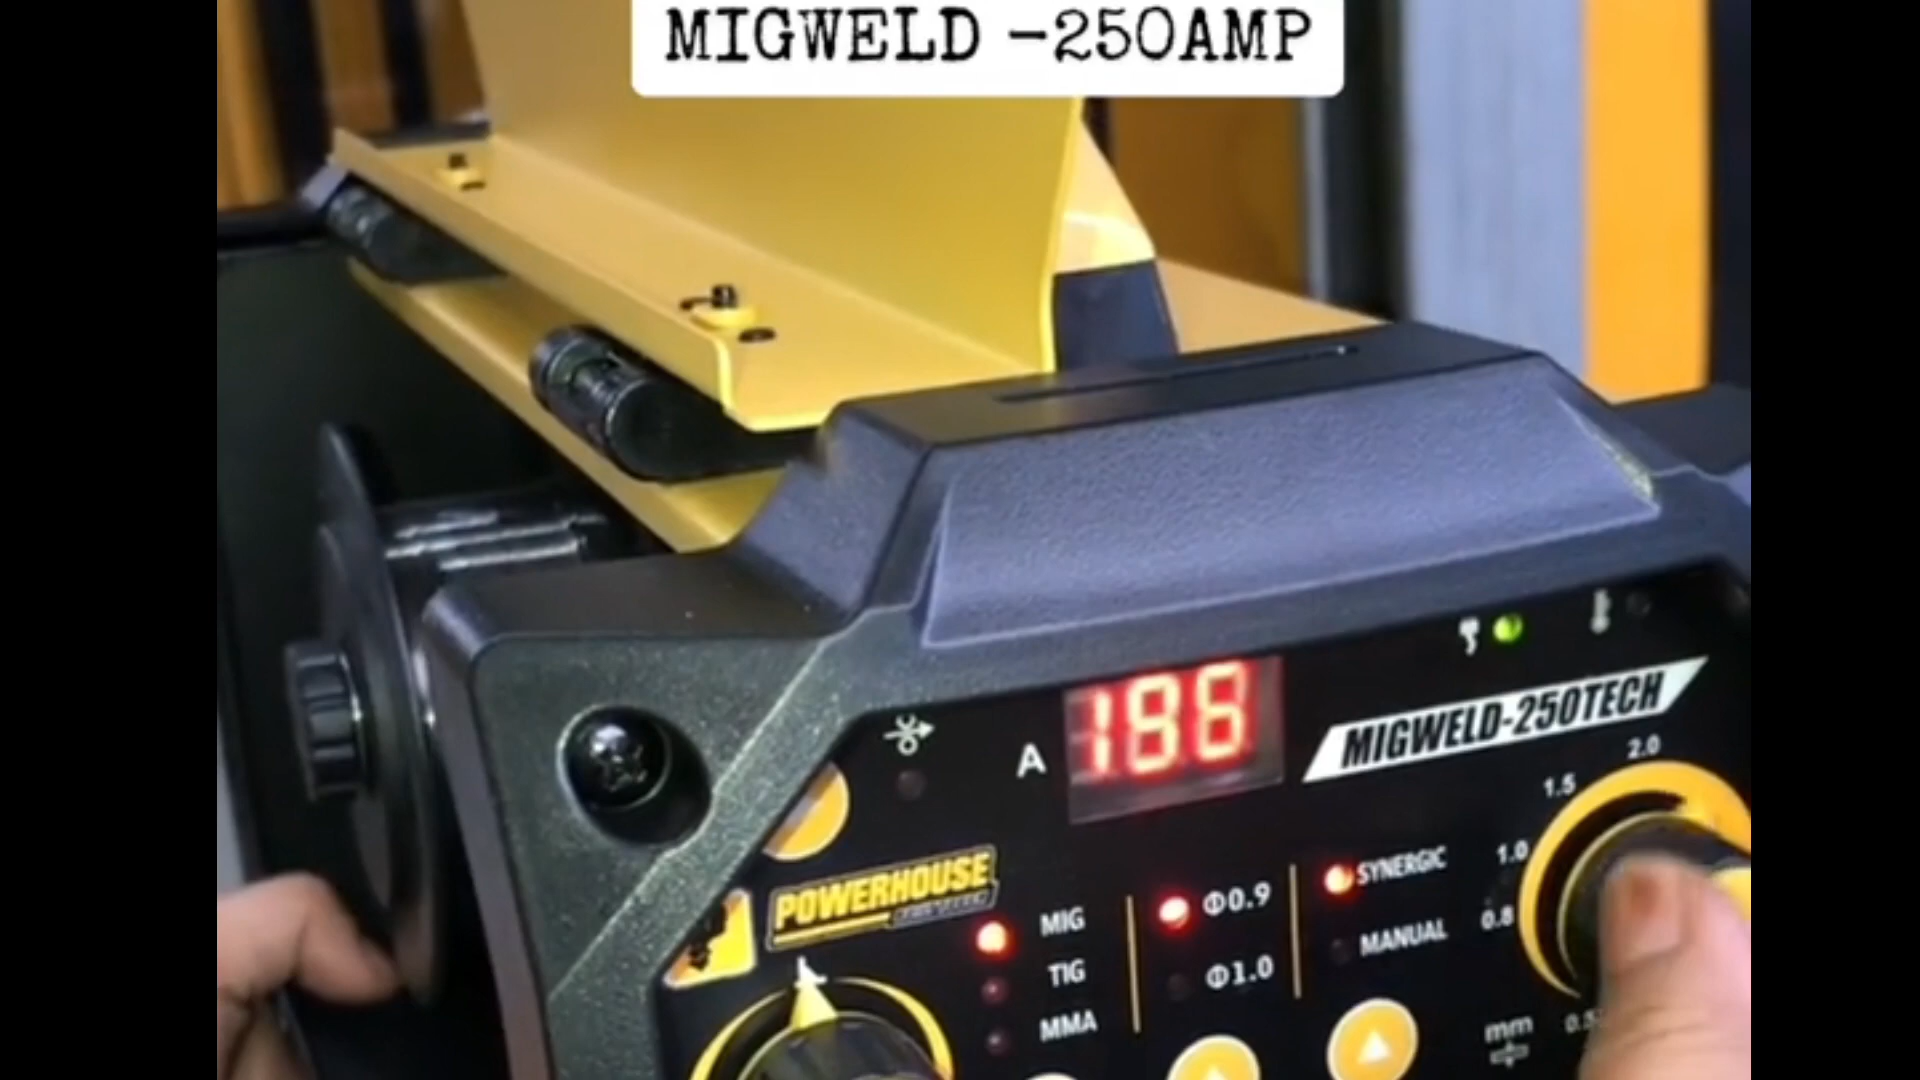 MIGWELD -250AMP
A 188
MIGWELD-250TECH
POWERHOUSE
MIG
TIG
MMA
Φ0.9
Φ1.0
SYNERGIC
MANUAL
2.0
1.5
1.0
0.8
mm